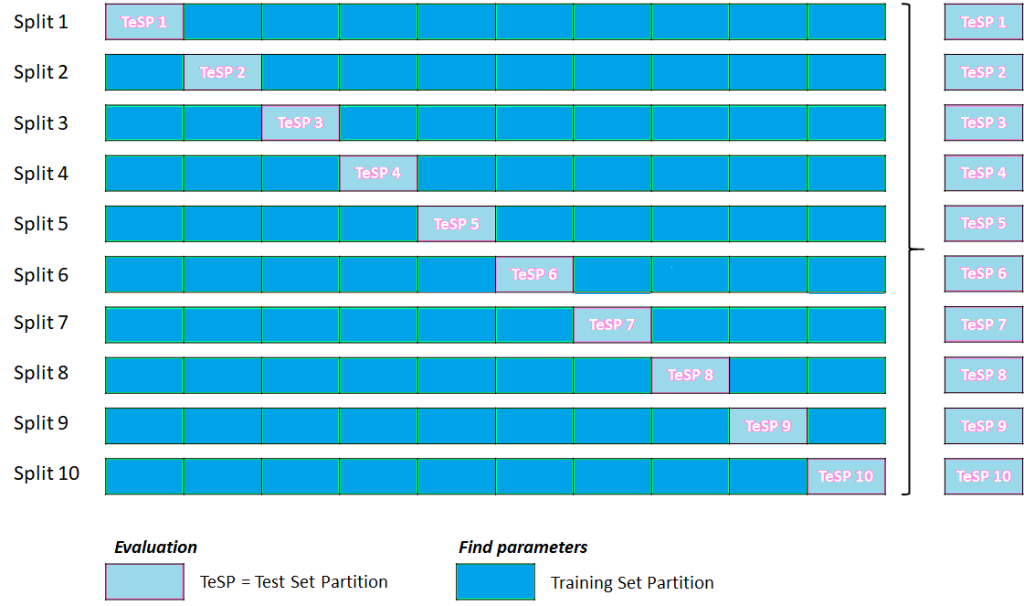 Split 1 TeSP 1 TeSP 1
Split 2 TeSP 2 TeSP 2
Split 3 TeSP 3 TeSP 3
Split 4 TeSP 4 TeSP 4
Split 5 TeSP 5 TeSP 5
Split 6 TeSP 6 TeSP 6
Split 7 TeSP 7 TeSP 7
Split 8 TeSP 8 TeSP 8
Split 9 TeSP 9 TeSP 9
Split 10 TeSP 10 TeSP 10
Evaluation Find parameters
TeSP = Test Set Partition Training Set Partition